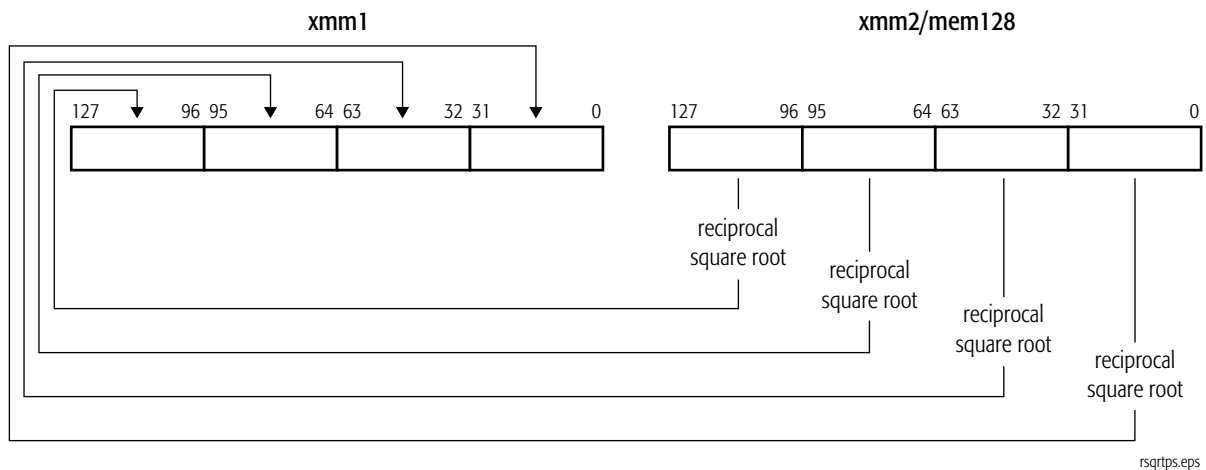 xmm1
xmm2/mem128
127 96 95 64 63 32 31 0
127 96 95 64 63 32 31 0
reciprocal
square root
reciprocal
square root
reciprocal
square root
reciprocal
square root
rsqrtps.eps